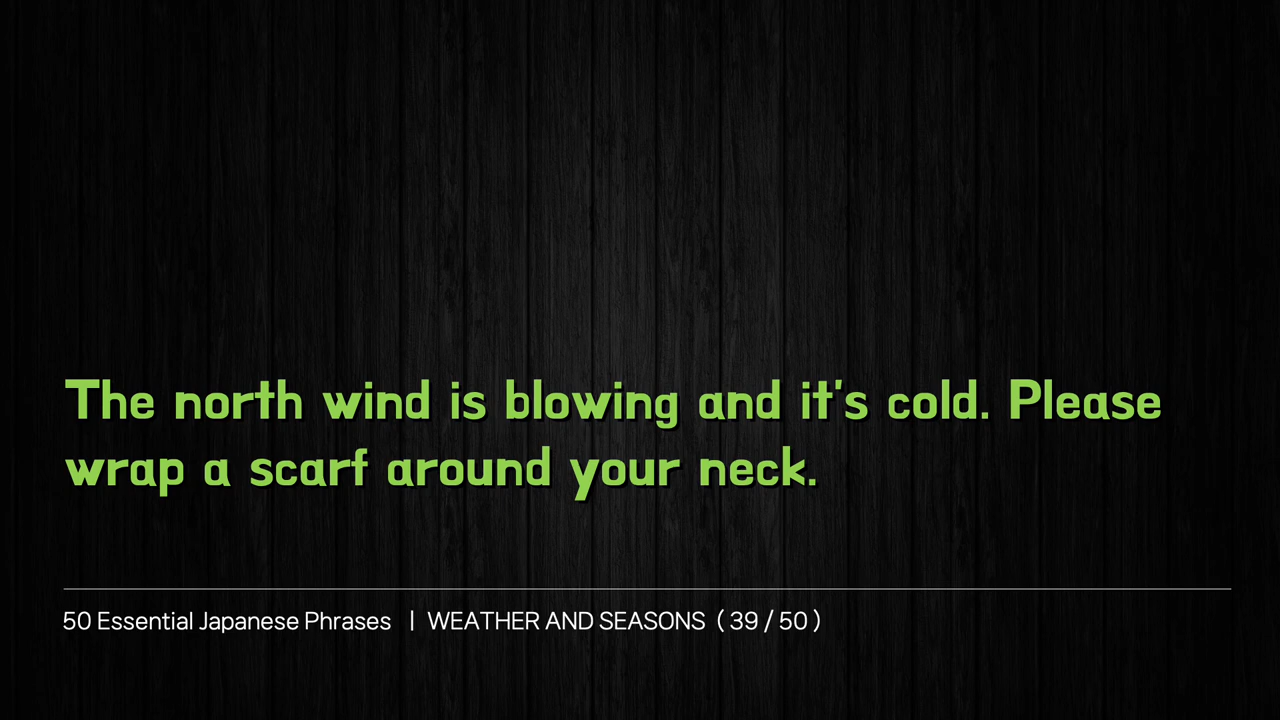 The north wind is blowing and it's cold. Please
wrap a scarf around your neck.
50 Essential Japanese Phrases | WEATHER AND SEASONS ( 39 / 50 )